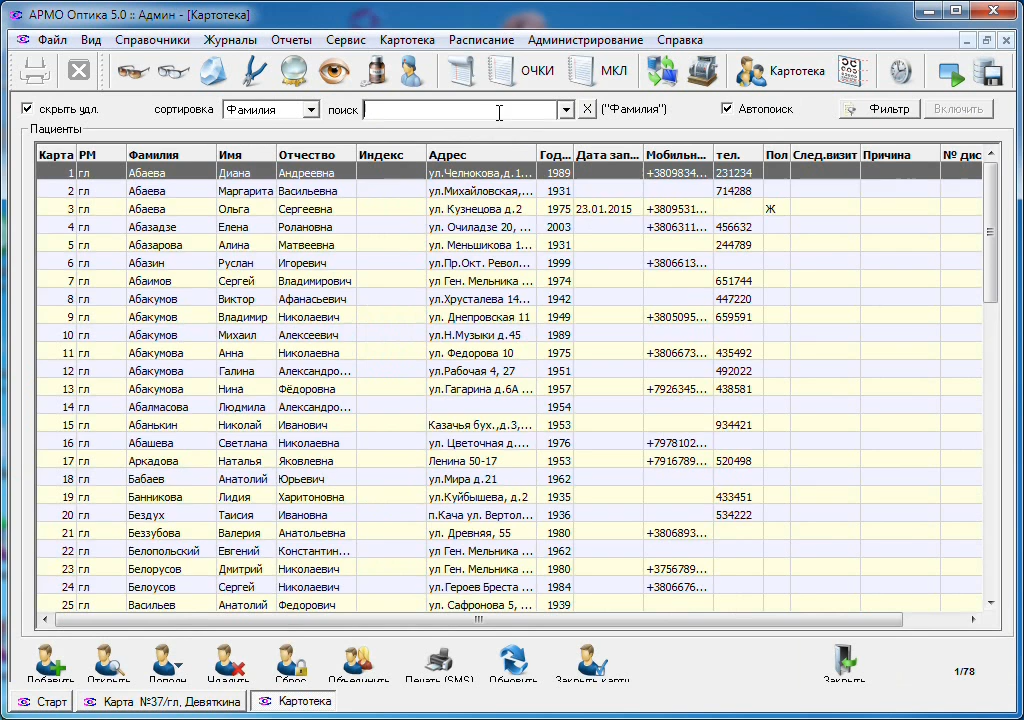 АРМО Оптика 5.0 :: Админ - [Картотека]
Файл Вид Справочники Журналы Отчеты Сервис Картотека Расписание Администрирование Справка
ОЧКИ МКЛ Картотека
скрыть удл. сортировка Фамилия поиск X ("Фамилия") Автопоиск Фильтр Включить
Пациенты
Карта РМ Фамилия Имя Отчество Индекс Адрес Год... Дата зап... Мобильн... тел. Пол След.визит Причина № дис
1 гл Абаева Диана Андреевна ул.Челнокова,д.1... 1989 +3809834... 231234
2 гл Абаева Маргарита Васильевна ул.Михайловская,... 1931 714288
3 гл Абаева Ольга Сергеевна ул. Кузнецова д.2 1975 23.01.2015 +3809531... Ж
4 гл Абазадзе Елена Ролановна ул. Очиладзе 20, ... 2003 +3806311... 456632
5 гл Абазарова Алина Матвеевна ул. Меньшикова 1... 1931 244789
6 гл Абазин Руслан Игоревич ул.Пр.Окт. Револ... 1999 +3806613...
7 гл Абаимов Сергей Владимирович ул Ген. Мельника ... 1974 651744
8 гл Абакумов Виктор Афанасьевич ул.Хрусталева 14... 1942 447220
9 гл Абакумов Владимир Николаевич ул. Днепровская 11 1949 +3805095... 659591
10 гл Абакумов Михаил Алексеевич ул.Н.Музыки д.45 1989
11 гл Абакумова Анна Николаевна ул. Федорова 10 1975 +3806673... 435492
12 гл Абакумова Галина Александро... ул.Рабочая 4, 27 1951 492022
13 гл Абакумова Нина Фёдоровна ул.Гагарина д.6А ... 1957 +7926345... 438581
14 гл Абалмасова Людмила Александро... 1954
15 гл Абанькин Николай Иванович Казачья бух.,д.3,... 1953 934421
16 гл Абашева Светлана Николаевна ул. Цветочная д.... 1976 +7978102...
17 гл Аркадова Наталья Яковлевна Ленина 50-17 1953 +7916789... 520498
18 гл Бабаев Анатолий Юрьевич ул.Мира д.21 1962
19 гл Банникова Лидия Харитоновна ул.Куйбышева, д.2 1935 433451
20 гл Бездух Таисия Ивановна п.Кача ул. Вертол... 1936 534222
21 гл Беззубова Валерия Анатольевна ул. Древняя, 55 1980 +3806893...
22 гл Белопольский Евгений Константин... ул Ген. Мельника ... 1962
23 гл Белорусов Дмитрий Николаевич ул Ген. Мельника ... 1980 +3756789...
24 гл Белоусов Сергей Николаевич ул.Героев Бреста ... 1984 +3806676...
25 гл Васильев Анатолий Федорович ул. Сафронова 5, ... 1939
Добавить Открыть Дополн. Удалить Сброс Объединить Печать (SMS) Обновить Закрыть карты Закрыть 1/78
Старт Карта №37/гл, Девяткина Картотека